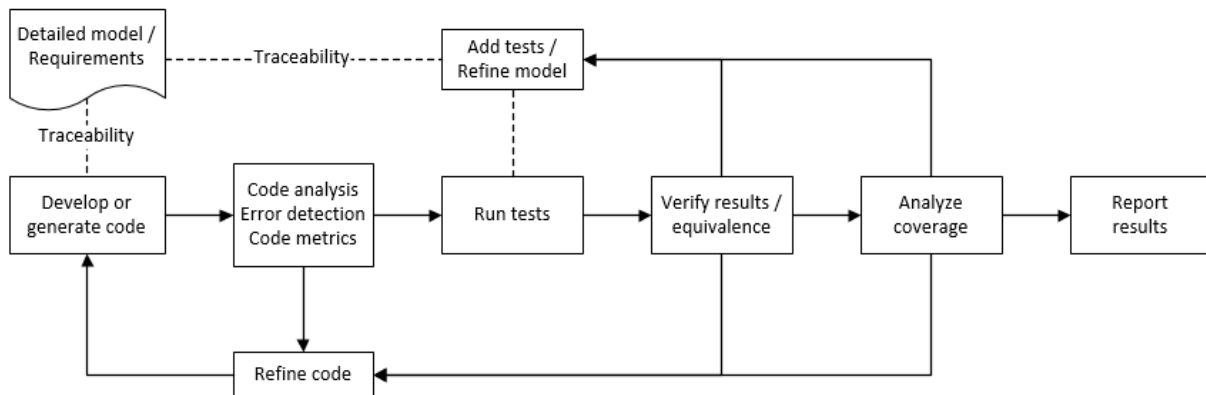 Detailed model /
Requirements
Traceability
Add tests /
Refine model
Traceability
Develop or
generate code
Code analysis
Error detection
Code metrics
Run tests
Verify results /
equivalence
Analyze
coverage
Report
results
Refine code